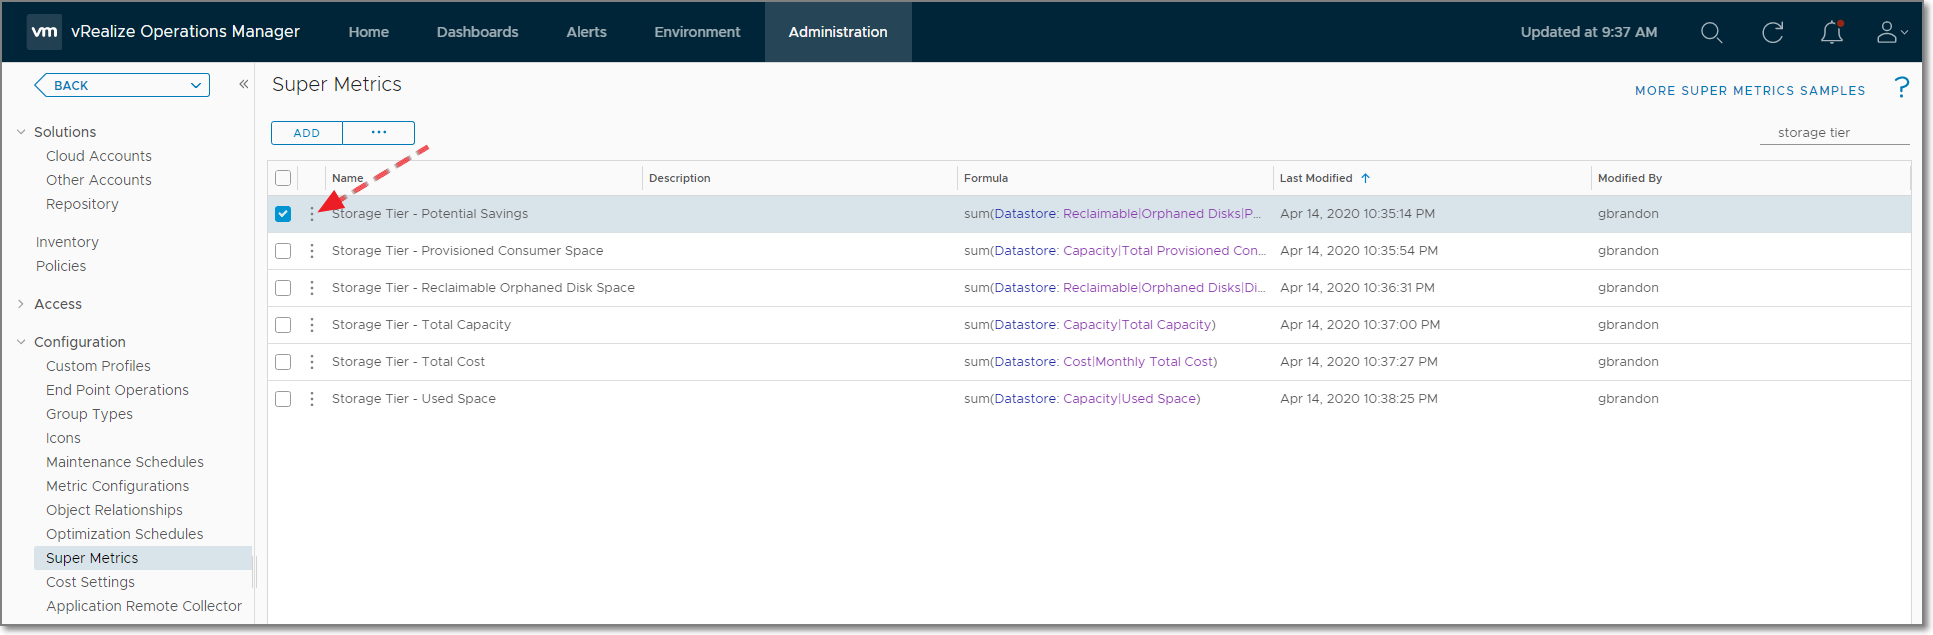 vm vRealize Operations Manager Home Dashboards Alerts Environment Administration Updated at 9:37 AM
BACK
Solutions
Cloud Accounts
Other Accounts
Repository
Inventory
Policies
Access
Configuration
Custom Profiles
End Point Operations
Group Types
Icons
Maintenance Schedules
Metric Configurations
Object Relationships
Optimization Schedules
Super Metrics
Cost Settings
Application Remote Collector
Super Metrics
MORE SUPER METRICS SAMPLES ?
ADD ...
storage tier
Name Description Formula Last Modified Modified By
Storage Tier - Potential Savings sum(Datastore: Reclaimable|Orphaned Disks|P... Apr 14, 2020 10:35:14 PM gbrandon
Storage Tier - Provisioned Consumer Space sum(Datastore: Capacity|Total Provisioned Con... Apr 14, 2020 10:35:54 PM gbrandon
Storage Tier - Reclaimable Orphaned Disk Space sum(Datastore: Reclaimable|Orphaned Disks|Di... Apr 14, 2020 10:36:31 PM gbrandon
Storage Tier - Total Capacity sum(Datastore: Capacity|Total Capacity) Apr 14, 2020 10:37:00 PM gbrandon
Storage Tier - Total Cost sum(Datastore: Cost|Monthly Total Cost) Apr 14, 2020 10:37:27 PM gbrandon
Storage Tier - Used Space sum(Datastore: Capacity|Used Space) Apr 14, 2020 10:38:25 PM gbrandon